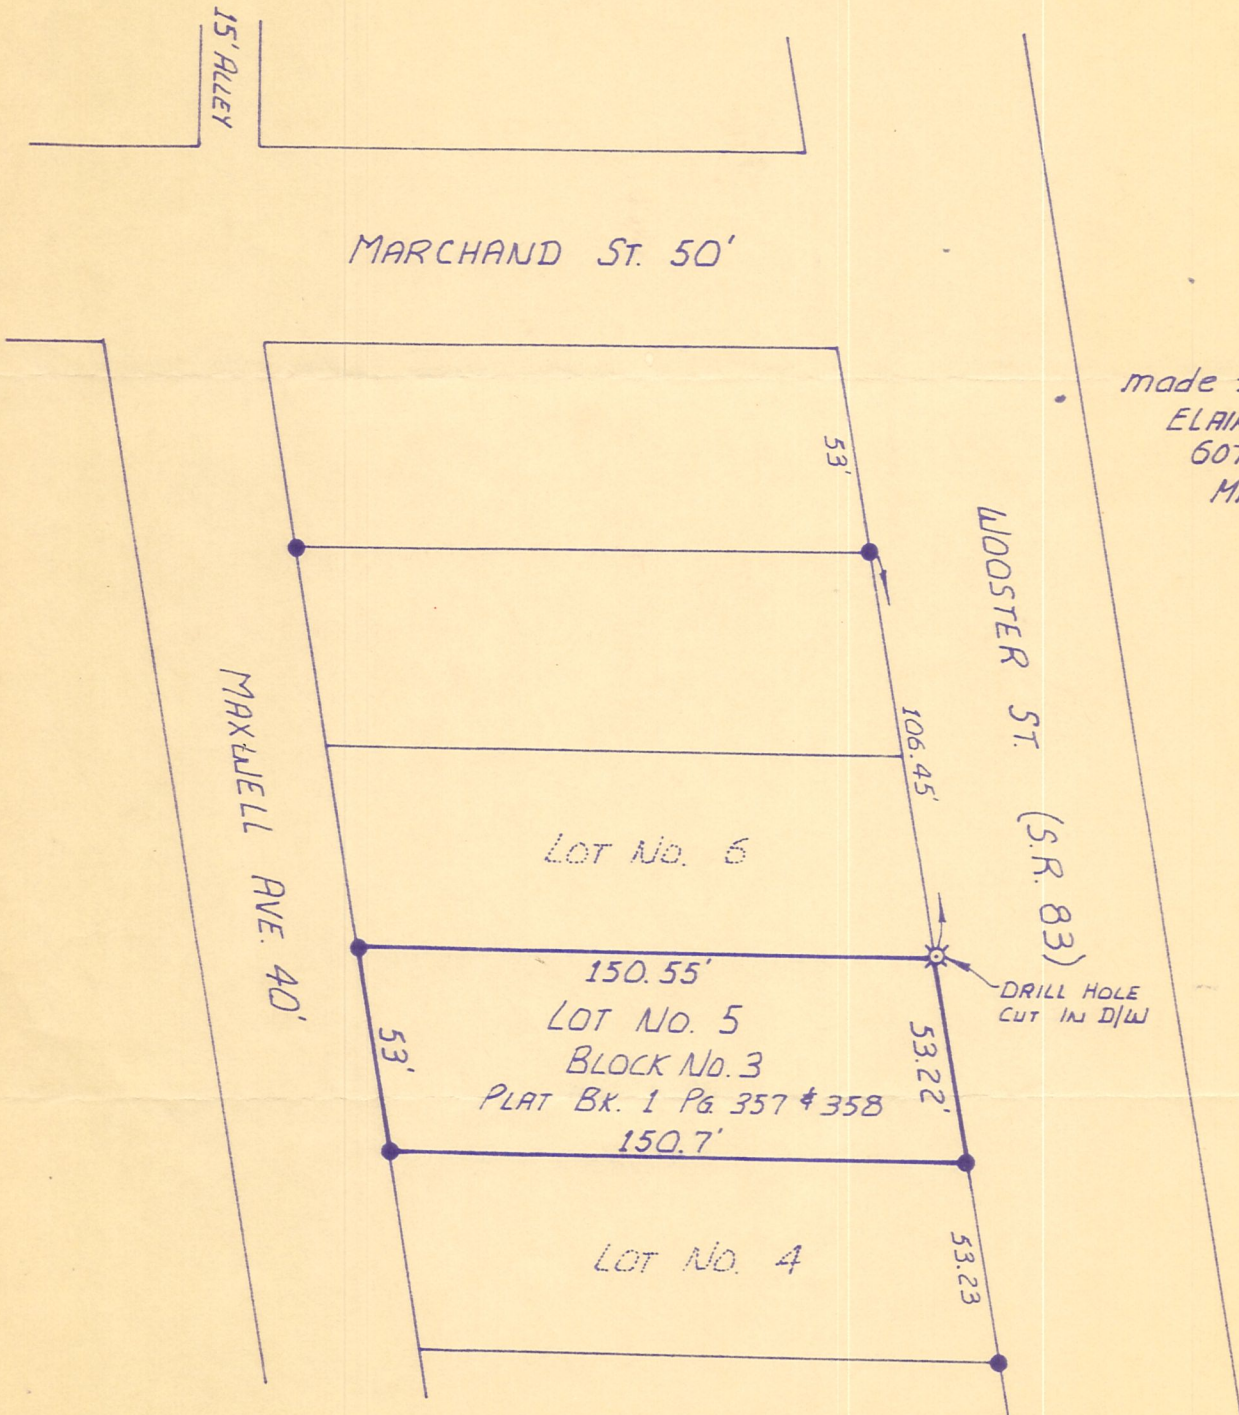 15' ALLEY
MARCHAND ST. 50'
made
ELAI
607
MA
53'
WOOSTER ST. (S.R. 83)
106.45'
MAXWELL AVE. 40'
LOT NO. 6
150.55'
DRILL HOLE
CUT IN D/W
LOT NO. 5
53'
53.22'
BLOCK NO. 3
PLAT BK. 1 PG. 357 & 358
150.7'
LOT NO. 4
53.23